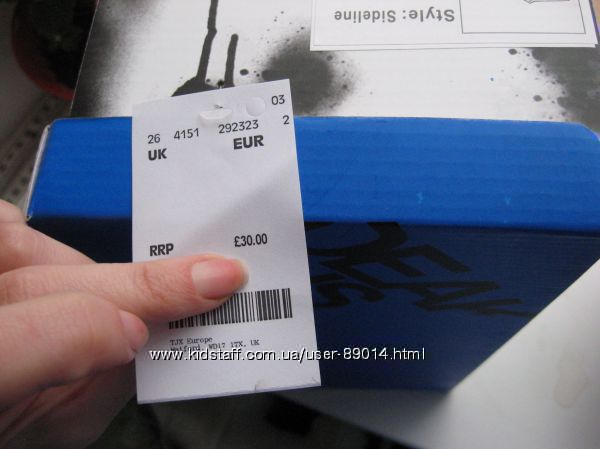 Style: Sideline
03
26 4151 292323 2
UK EUR
RRP £30.00
TJX Europe
Watford, WD17 1TX, UK
www.kidstaff.com.ua/user-89014.html